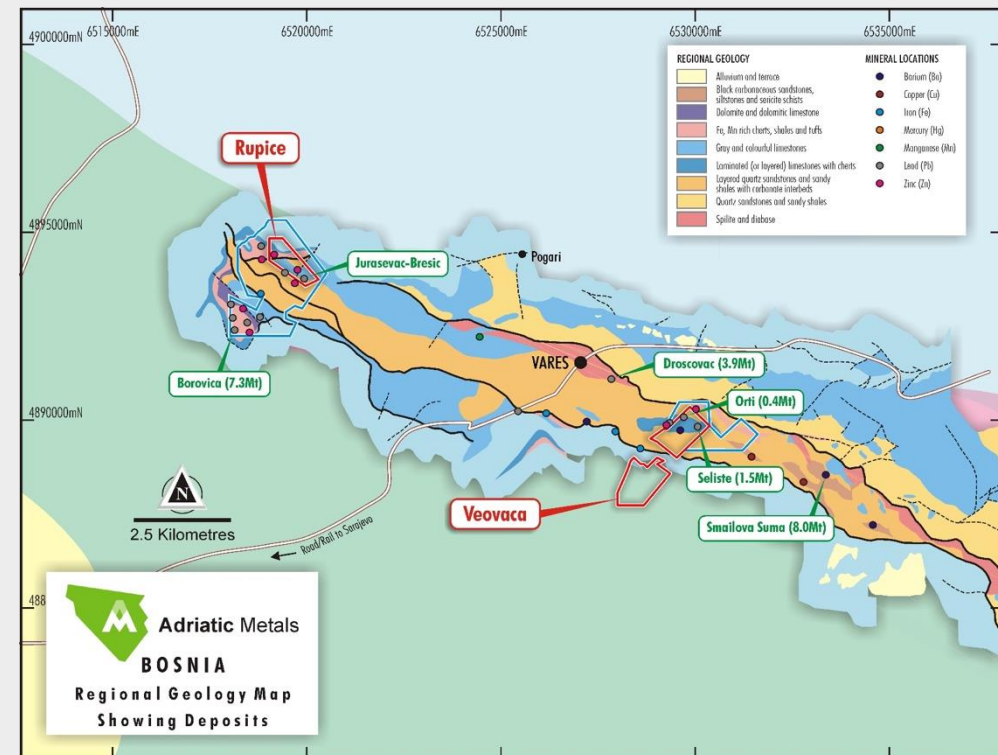 6515000mE
6520000mE
6525000mE
6530000mE
6535000mE
4900000mN
4895000mN
4890000mN
488
REGIONAL GEOLOGY
Alluvium and terrace
Black carbonaceous sandstones,
siltstones and sericite schists
Dolomite and dolomitic limestone
Fe, Mn rich cherts, shales and tuffs
Gray and colourful limestones
Laminated (or layered) limestones with cherts
Layered quartz sandstones and sandy
shales with carbonate interbeds
Quartz sandstones and sandy shales
Spilite and diabase
MINERAL LOCATIONS
Barium (Ba)
Copper (Cu)
Iron (Fe)
Mercury (Hg)
Manganese (Mn)
Lead (Pb)
Zinc (Zn)
Rupice
Jurasevac-Bresic
Pogari
Borovica (7.3Mt)
VARES
Droscovac (3.9Mt)
Orti (0.4Mt)
Seliste (1.5Mt)
Veovaca
Smailova Suma (8.0Mt)
N
2.5 Kilometres
Road/Rail to Sarajevo
Adriatic Metals
BOSNIA
Regional Geology Map
Showing Deposits